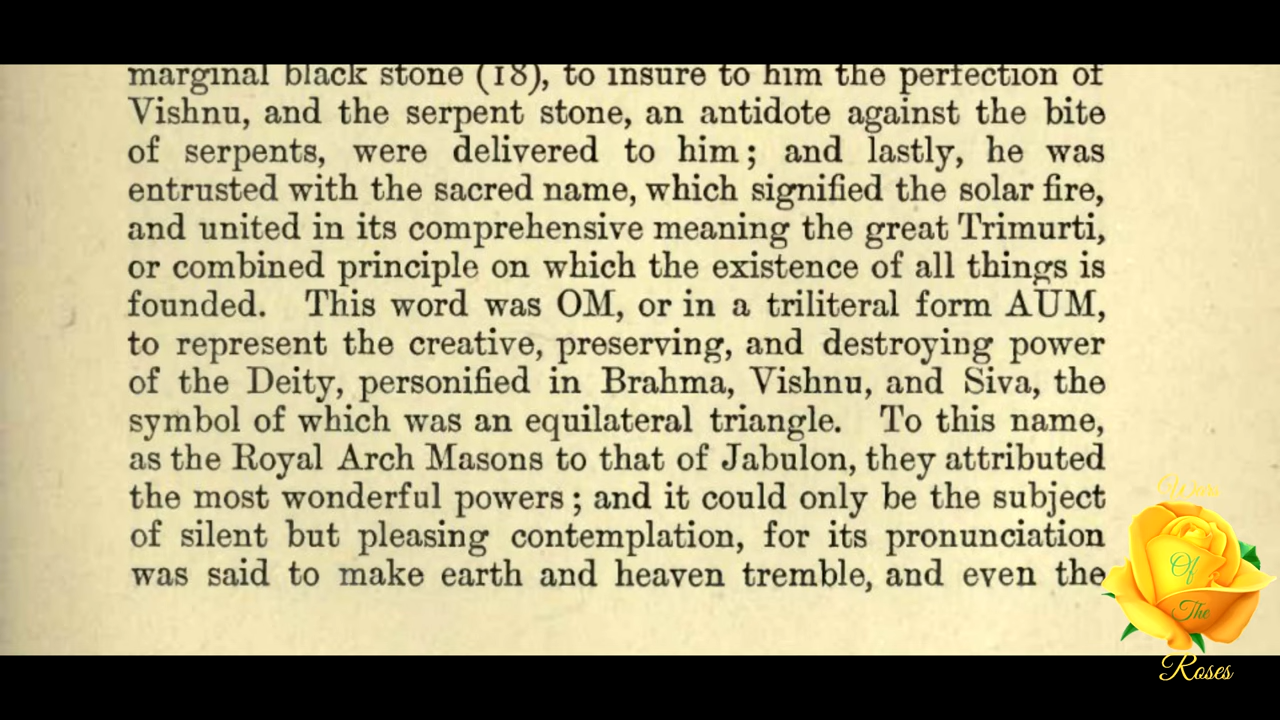 marginal black stone (18), to insure to him the perfection of
Vishnu, and the serpent stone, an antidote against the bite
of serpents, were delivered to him; and lastly, he was
entrusted with the sacred name, which signified the solar fire,
and united in its comprehensive meaning the great Trimurti,
or combined principle on which the existence of all things is
founded. This word was OM, or in a triliteral form AUM,
to represent the creative, preserving, and destroying power
of the Deity, personified in Brahma, Vishnu, and Siva, the
symbol of which was an equilateral triangle. To this name,
as the Royal Arch Masons to that of Jabulon, they attributed
the most wonderful powers; and it could only be the subject
of silent but pleasing contemplation, for its pronunciation
was said to make earth and heaven tremble, and even the
Wars
Of
The
Roses